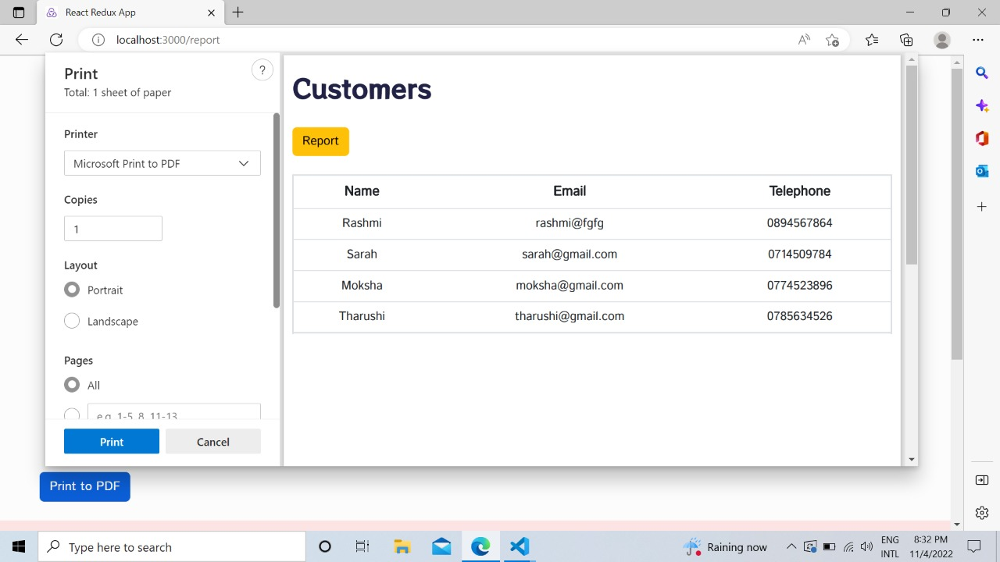 React Redux App
localhost:3000/report
Print
Total: 1 sheet of paper
?
Printer
Microsoft Print to PDF
Copies
1
Layout
Portrait
Landscape
Pages
All
e.g. 1-5, 8, 11-13
Print Cancel
Customers
Report
Name Email Telephone
Rashmi rashmi@fgfg 0894567864
Sarah sarah@gmail.com 0714509784
Moksha moksha@gmail.com 0774523896
Tharushi tharushi@gmail.com 0785634526
Print to PDF
Type here to search
Raining now
ENG
INTL
8:32 PM
11/4/2022